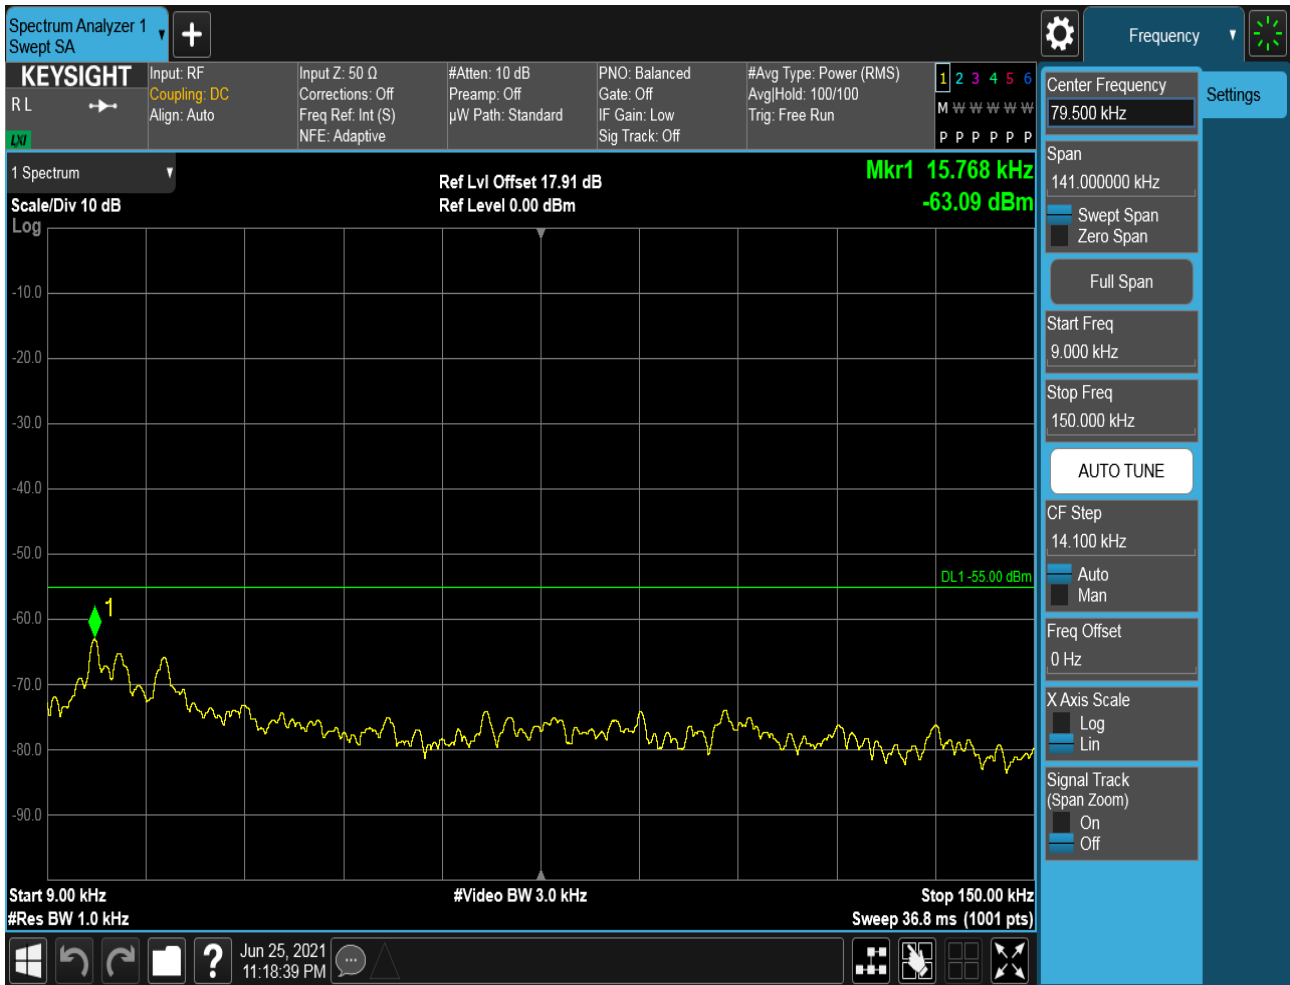 Spectrum Analyzer 1
Swept SA
Frequency
KEYSIGHT
R L
LXI
Input: RF
Coupling: DC
Align: Auto
Input Z: 50 Ω
Corrections: Off
Freq Ref: Int (S)
NFE: Adaptive
#Atten: 10 dB
Preamp: Off
µW Path: Standard
PNO: Balanced
Gate: Off
IF Gain: Low
Sig Track: Off
#Avg Type: Power (RMS)
Avg|Hold: 100/100
Trig: Free Run
1 2 3 4 5 6
M W W W W W
P P P P P P
1 Spectrum
Scale/Div 10 dB
Log
Ref Lvl Offset 17.91 dB
Ref Level 0.00 dBm
Mkr1 15.768 kHz
-63.09 dBm
-10.0
-20.0
-30.0
-40.0
-50.0
DL1 -55.00 dBm
1
-60.0
-70.0
-80.0
-90.0
Start 9.00 kHz
#Video BW 3.0 kHz
Stop 150.00 kHz
#Res BW 1.0 kHz
Sweep 36.8 ms (1001 pts)
?
Jun 25, 2021
11:18:39 PM
Center Frequency
79.500 kHz
Settings
Span
141.000000 kHz
Swept Span
Zero Span
Full Span
Start Freq
9.000 kHz
Stop Freq
150.000 kHz
AUTO TUNE
CF Step
14.100 kHz
Auto
Man
Freq Offset
0 Hz
X Axis Scale
Log
Lin
Signal Track
(Span Zoom)
On
Off